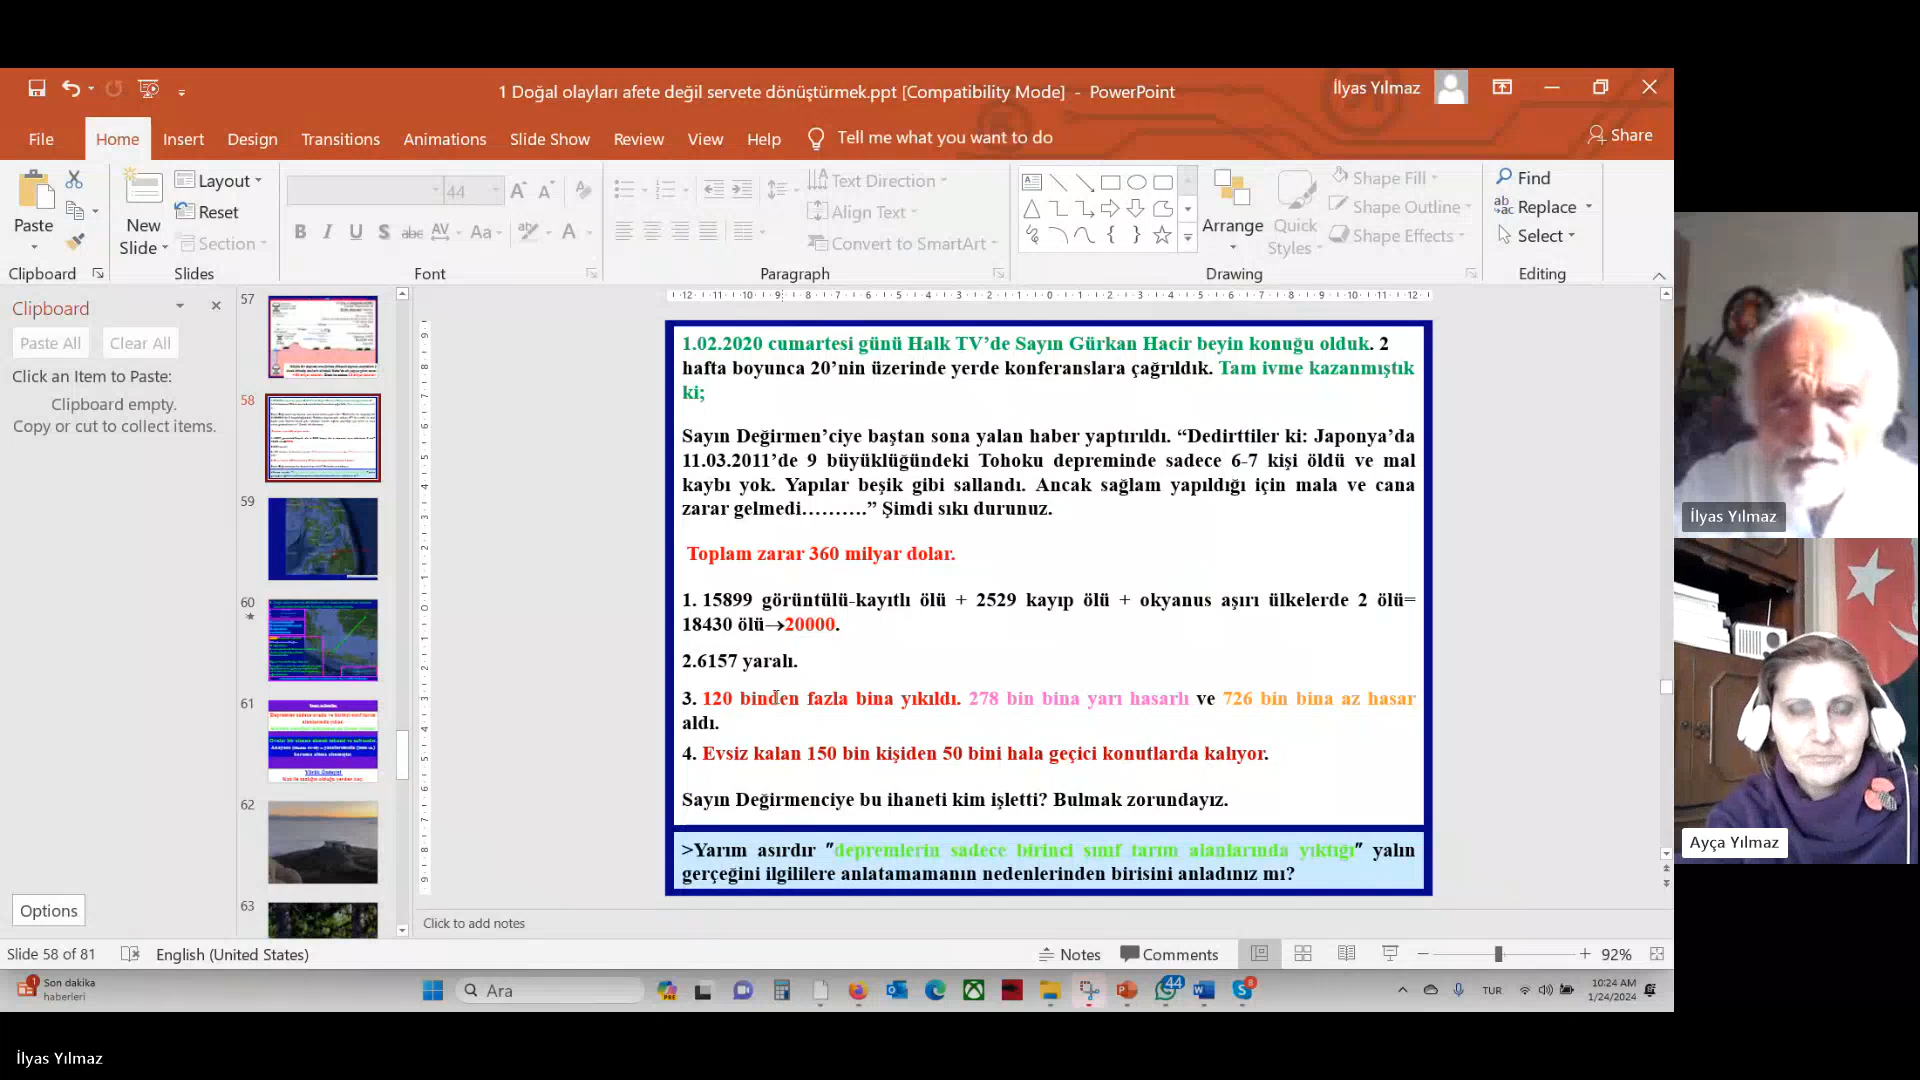 1 Doğal olayları afete değil servete dönüştürmek.ppt [Compatibility Mode] - PowerPoint
İlyas Yılmaz
File Home Insert Design Transitions Animations Slide Show Review View Help Tell me what you want to do
Share
Paste
New Slide
Layout
Reset
Section
44
Text Direction
Align Text
Convert to SmartArt
Arrange
Quick Styles
Shape Fill
Shape Outline
Shape Effects
Find
Replace
Select
Clipboard Slides Font Paragraph Drawing Editing
Clipboard
Paste All Clear All
Click an Item to Paste:
Clipboard empty.
Copy or cut to collect items.
Options
57
58
59
60
61
62
63
1.02.2020 cumartesi günü Halk TV’de Sayın Gürkan Hacir beyin konuğu olduk. 2
hafta boyunca 20’nin üzerinde yerde konferanslara çağrıldık. Tam ivme kazanmıştık
ki;
Sayın Değirmen’ciye baştan sona yalan haber yaptırıldı. “Dedirttiler ki: Japonya’da
11.03.2011’de 9 büyüklüğündeki Tohoku depreminde sadece 6-7 kişi öldü ve mal
kaybı yok. Yapılar beşik gibi sallandı. Ancak sağlam yapıldığı için mala ve cana
zarar gelmedi……….” Şimdi sıkı durunuz.
Toplam zarar 360 milyar dolar.
1. 15899 görüntülü-kayıtlı ölü + 2529 kayıp ölü + okyanus aşırı ülkelerde 2 ölü=
18430 ölü→20000.
2.6157 yaralı.
3. 120 binden fazla bina yıkıldı. 278 bin bina yarı hasarlı ve 726 bin bina az hasar
aldı.
4. Evsiz kalan 150 bin kişiden 50 bini hala geçici konutlarda kalıyor.
Sayın Değirmenciye bu ihaneti kim işletti? Bulmak zorundayız.
>Yarım asırdır "depremlerin sadece birinci sınıf tarım alanlarında yıktığı" yalın
gerçeğini ilgililere anlatamamanın nedenlerinden birisini anladınız mı?
Click to add notes
Slide 58 of 81 English (United States) Notes Comments 92%
Son dakika
haberleri
Ara
44
8
TUR
10:24 AM
1/24/2024
İlyas Yılmaz
Ayça Yılmaz
İlyas Yılmaz